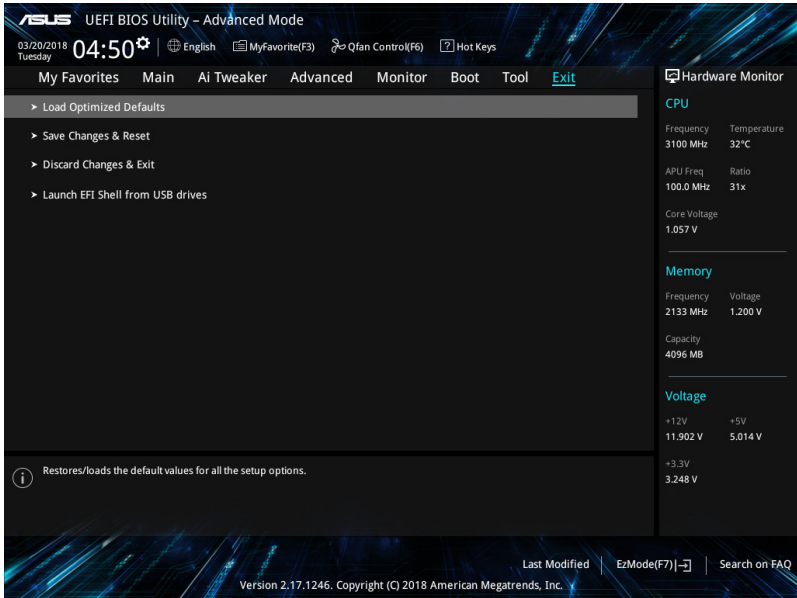 ASUS UEFI BIOS Utility – Advanced Mode
03/20/2018
Tuesday
04:50
English
MyFavorite(F3)
Qfan Control(F6)
? Hot Keys
My Favorites Main Ai Tweaker Advanced Monitor Boot Tool Exit
Load Optimized Defaults
Save Changes & Reset
Discard Changes & Exit
Launch EFI Shell from USB drives
Restores/loads the default values for all the setup options.
Hardware Monitor
CPU
Frequency Temperature
3100 MHz 32°C
APU Freq Ratio
100.0 MHz 31x
Core Voltage
1.057 V
Memory
Frequency Voltage
2133 MHz 1.200 V
Capacity
4096 MB
Voltage
+12V +5V
11.902 V 5.014 V
+3.3V
3.248 V
Last Modified
EzMode(F7)
Search on FAQ
Version 2.17.1246. Copyright (C) 2018 American Megatrends, Inc.